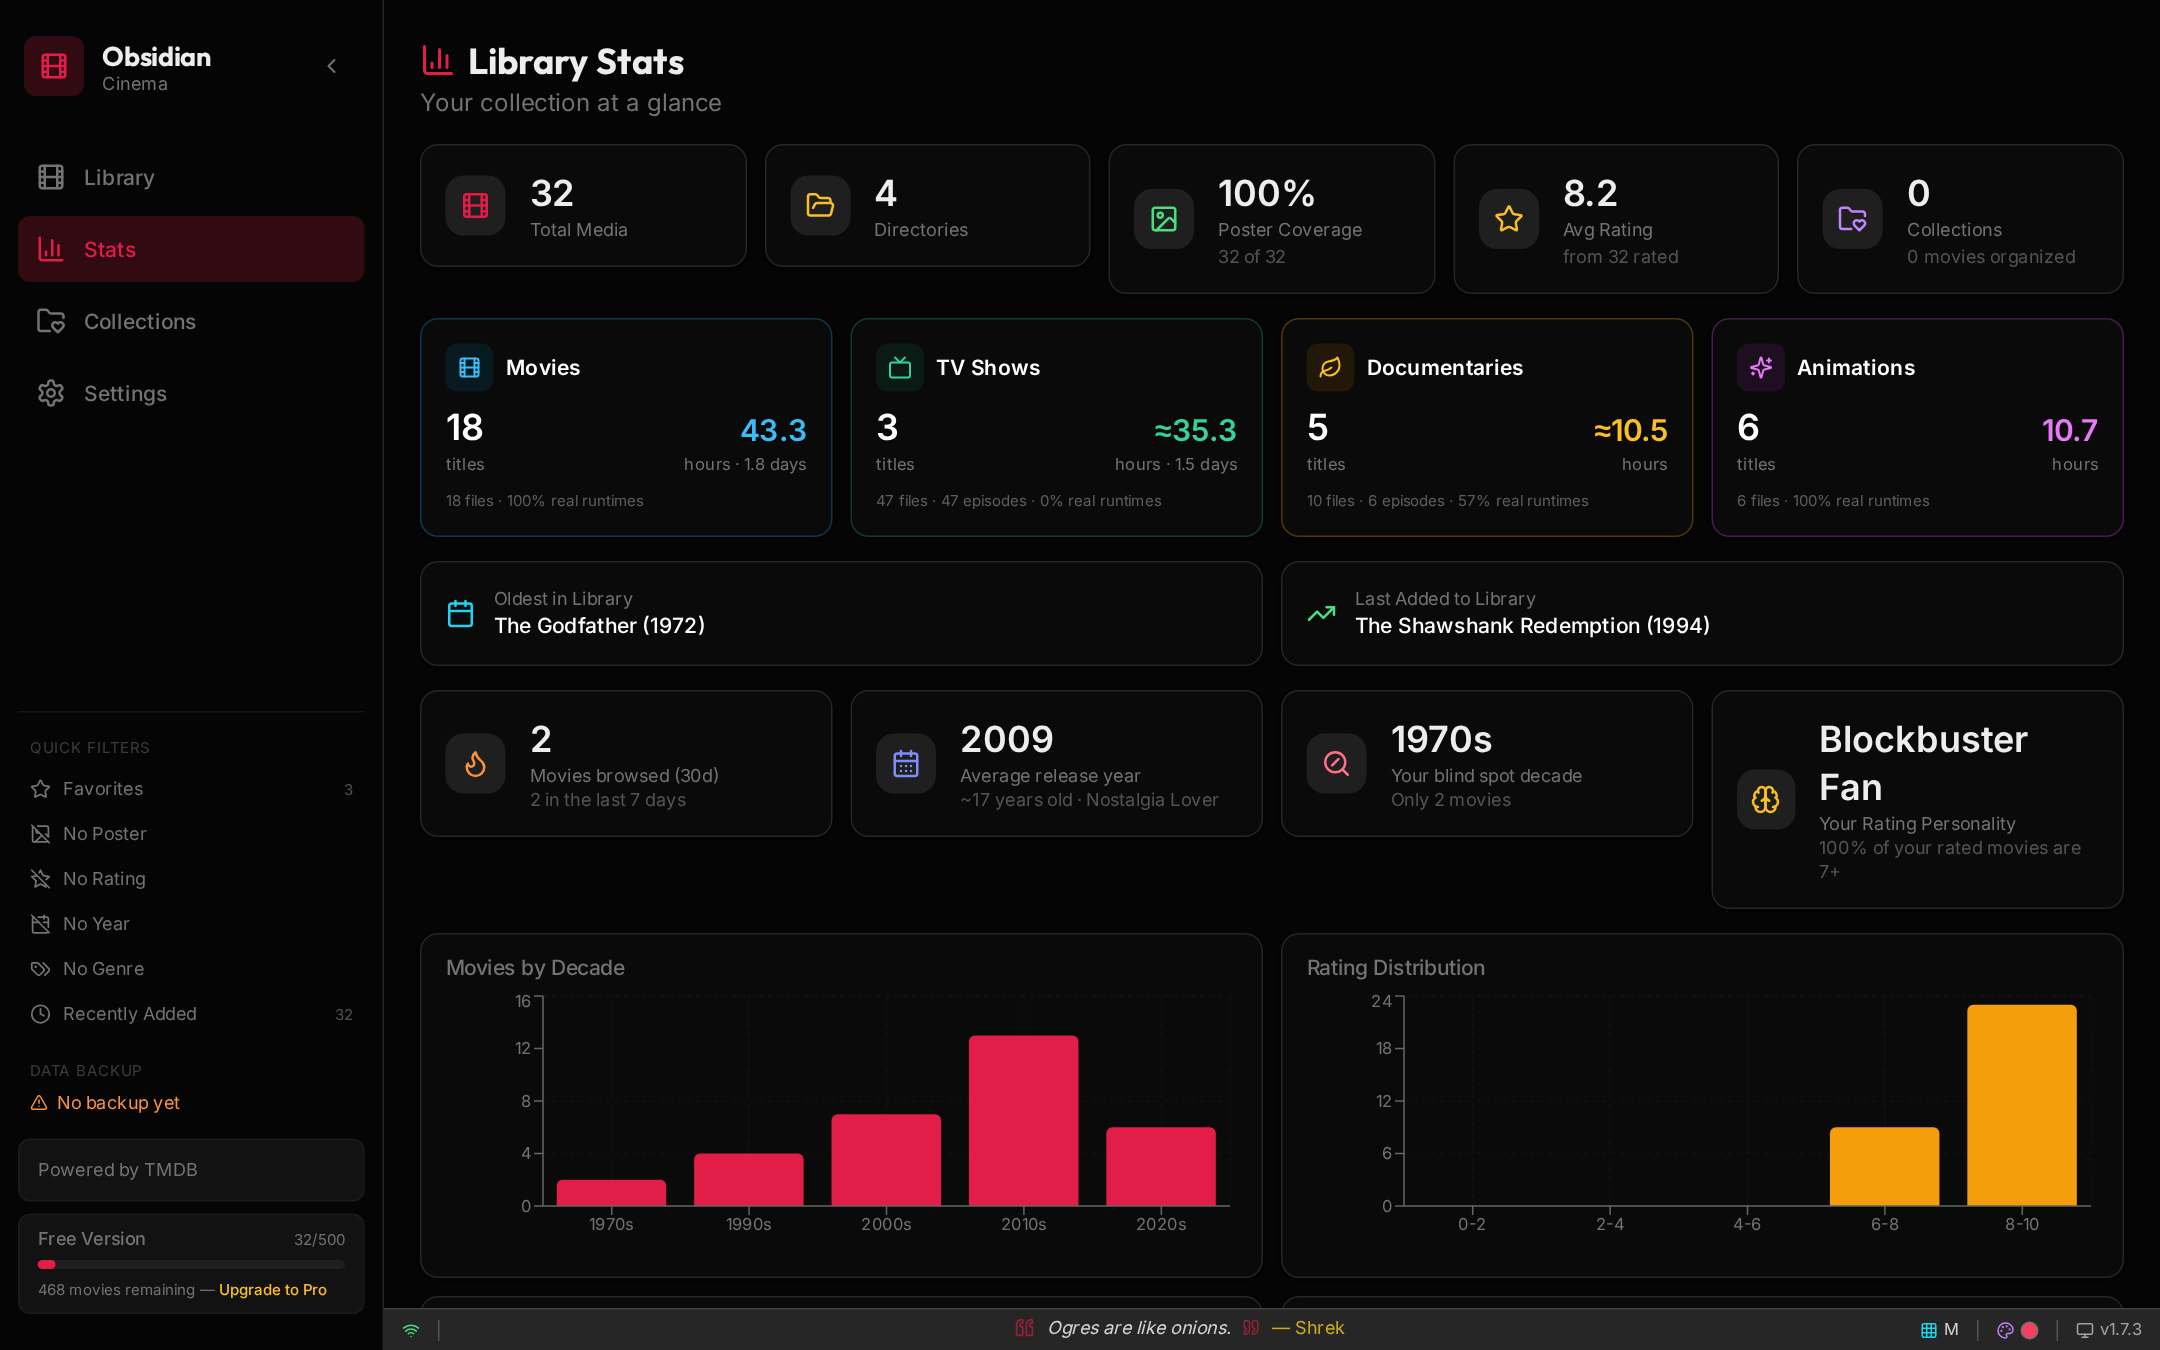 Obsidian
Cinema
Library
Stats
Collections
Settings
QUICK FILTERS
Favorites 3
No Poster
No Rating
No Year
No Genre
Recently Added 32
DATA BACKUP
No backup yet
Powered by TMDB
Free Version 32/500
468 movies remaining — Upgrade to Pro
Library Stats
Your collection at a glance
32
Total Media
4
Directories
100%
Poster Coverage
32 of 32
8.2
Avg Rating
from 32 rated
0
Collections
0 movies organized
Movies
18 43.3
titles hours · 1.8 days
18 files · 100% real runtimes
TV Shows
3 ≈35.3
titles hours · 1.5 days
47 files · 47 episodes · 0% real runtimes
Documentaries
5 ≈10.5
titles hours
10 files · 6 episodes · 57% real runtimes
Animations
6 10.7
titles hours
6 files · 100% real runtimes
Oldest in Library
The Godfather (1972)
Last Added to Library
The Shawshank Redemption (1994)
2
Movies browsed (30d)
2 in the last 7 days
2009
Average release year
~17 years old · Nostalgia Lover
1970s
Your blind spot decade
Only 2 movies
Blockbuster
Fan
Your Rating Personality
100% of your rated movies are
7+
Movies by Decade
16
12
8
4
0
1970s 1990s 2000s 2010s 2020s
Rating Distribution
24
18
12
6
0
0-2 2-4 4-6 6-8 8-10
Ogres are like onions. — Shrek
M
v1.7.3